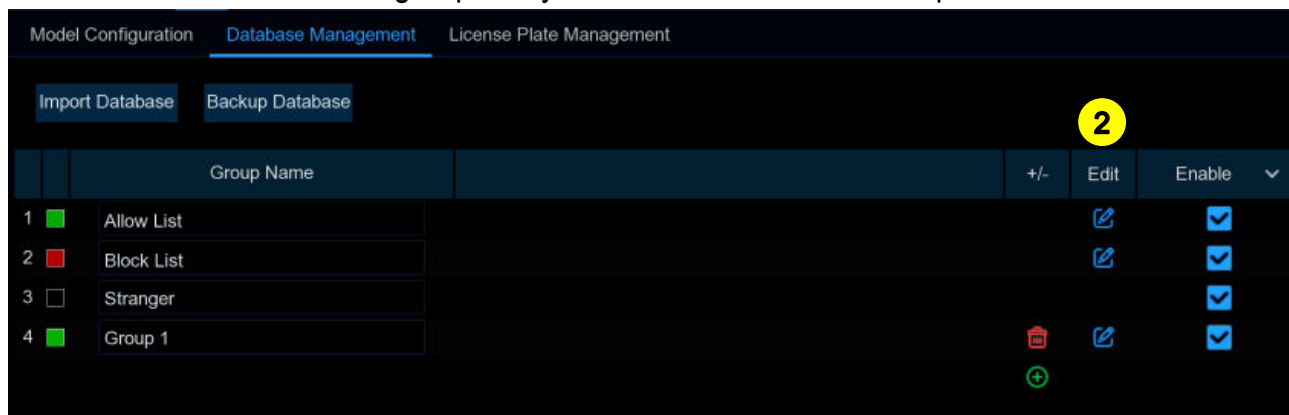 Model Configuration Database Management License Plate Management
Import Database Backup Database
2
Group Name +/- Edit Enable
1 Allow List
2 Block List
3 Stranger
4 Group 1